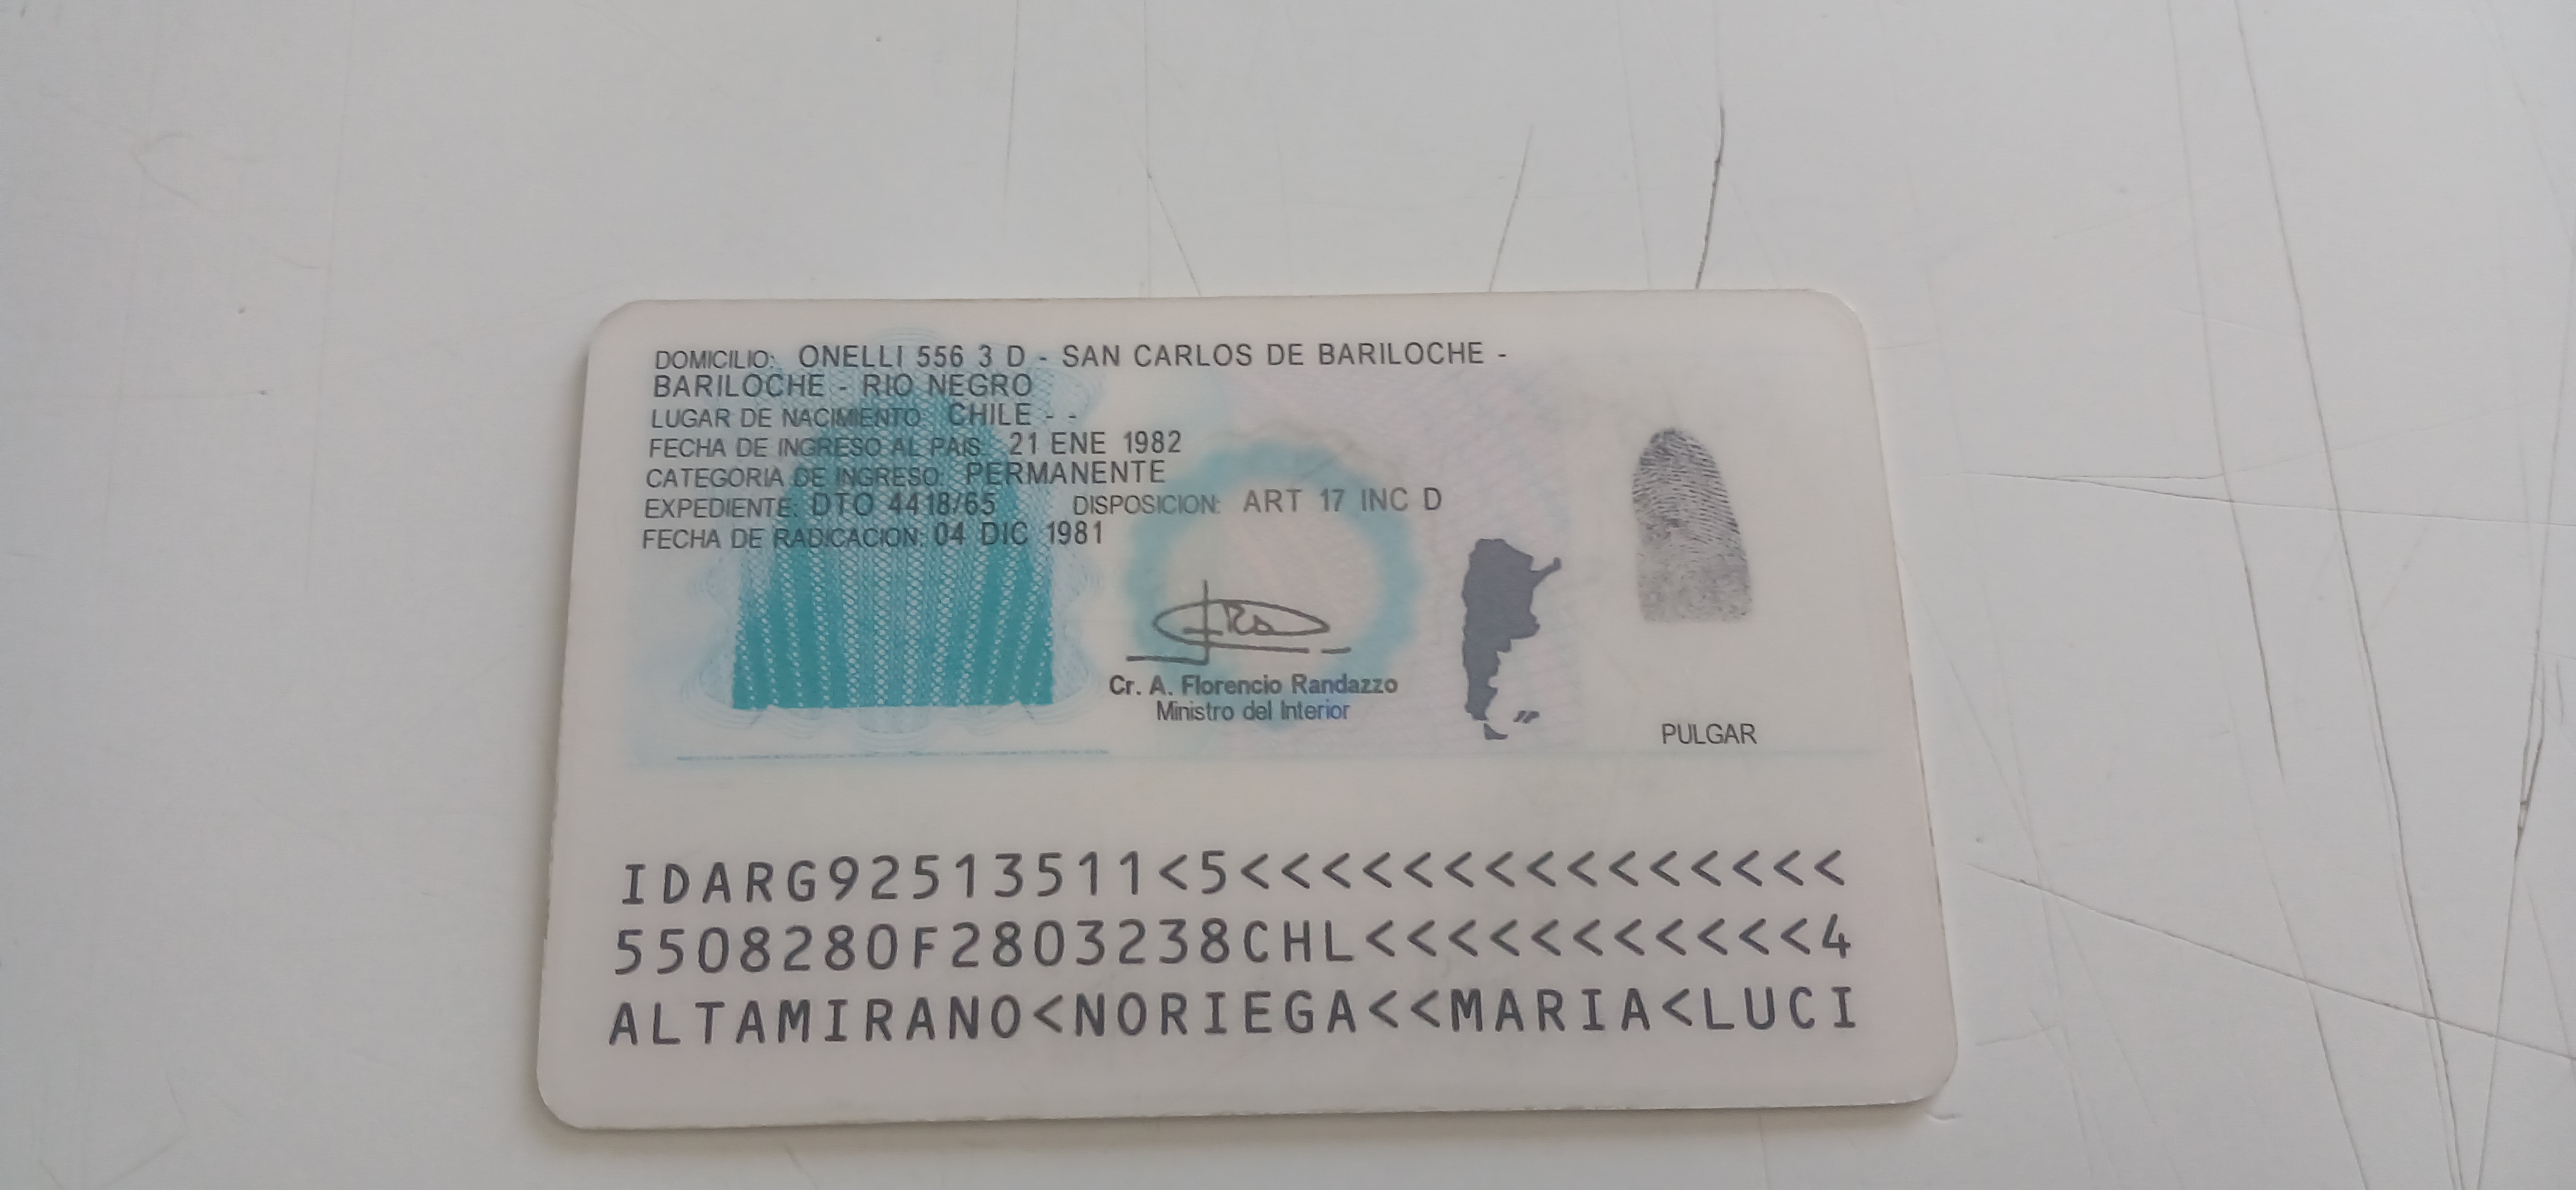 DOMICILIO: ONELLI 556 3 D - SAN CARLOS DE BARILOCHE -
BARILOCHE - RIO NEGRO
LUGAR DE NACIMIENTO: CHILE - -
FECHA DE INGRESO AL PAIS: 21 ENE 1982
CATEGORIA DE INGRESO: PERMANENTE
EXPEDIENTE: DTO 4418/65 DISPOSICION: ART 17 INC D
FECHA DE RADICACION: 04 DIC 1981
Cr. A. Florencio Randazzo
Ministro del Interior
PULGAR
IDARG92513511<5<<<<<<<<<<<<<<<
5508280F2803238CHL<<<<<<<<<<<4
ALTAMIRANO<NORIEGA<<MARIA<LUCI